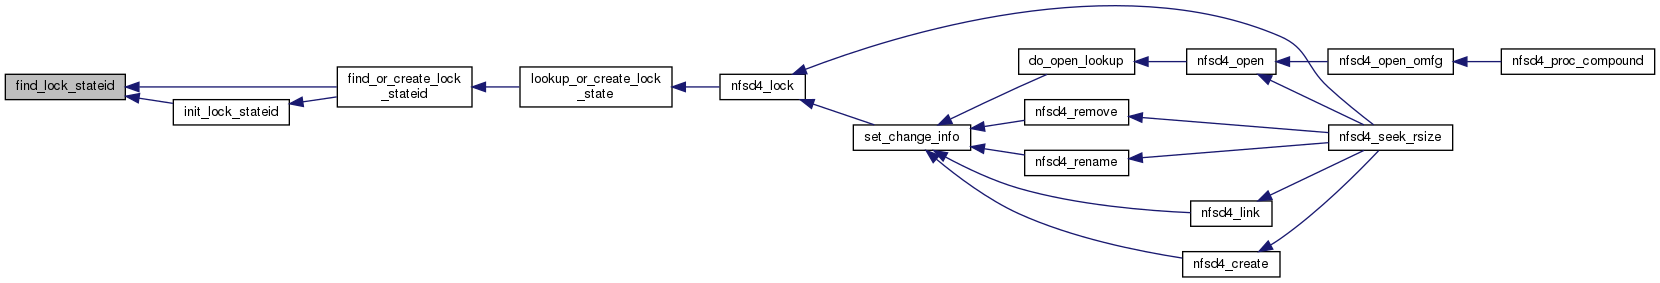 find_lock_stateid
init_lock_stateid
find_or_create_lock
_stateid
lookup_or_create_lock
_state
nfsd4_lock
set_change_info
do_open_lookup
nfsd4_remove
nfsd4_rename
nfsd4_link
nfsd4_create
nfsd4_open
nfsd4_open_omfg
nfsd4_seek_rsize
nfsd4_proc_compound